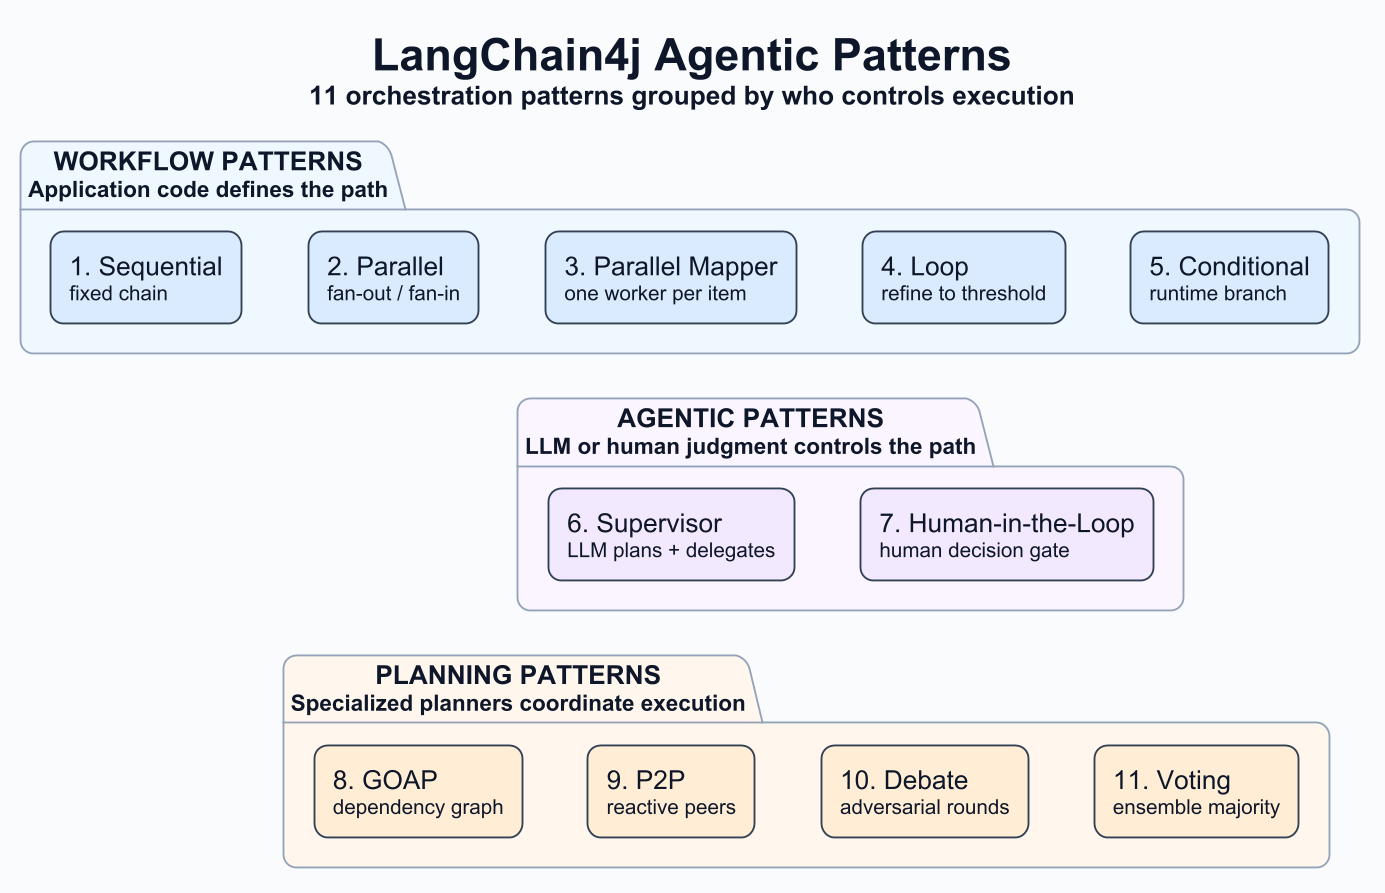 LangChain4j Agentic Patterns
11 orchestration patterns grouped by who controls execution
WORKFLOW PATTERNS
Application code defines the path
1. Sequential
fixed chain
2. Parallel
fan-out / fan-in
3. Parallel Mapper
one worker per item
4. Loop
refine to threshold
5. Conditional
runtime branch
AGENTIC PATTERNS
LLM or human judgment controls the path
6. Supervisor
LLM plans + delegates
7. Human-in-the-Loop
human decision gate
PLANNING PATTERNS
Specialized planners coordinate execution
8. GOAP
dependency graph
9. P2P
reactive peers
10. Debate
adversarial rounds
11. Voting
ensemble majority